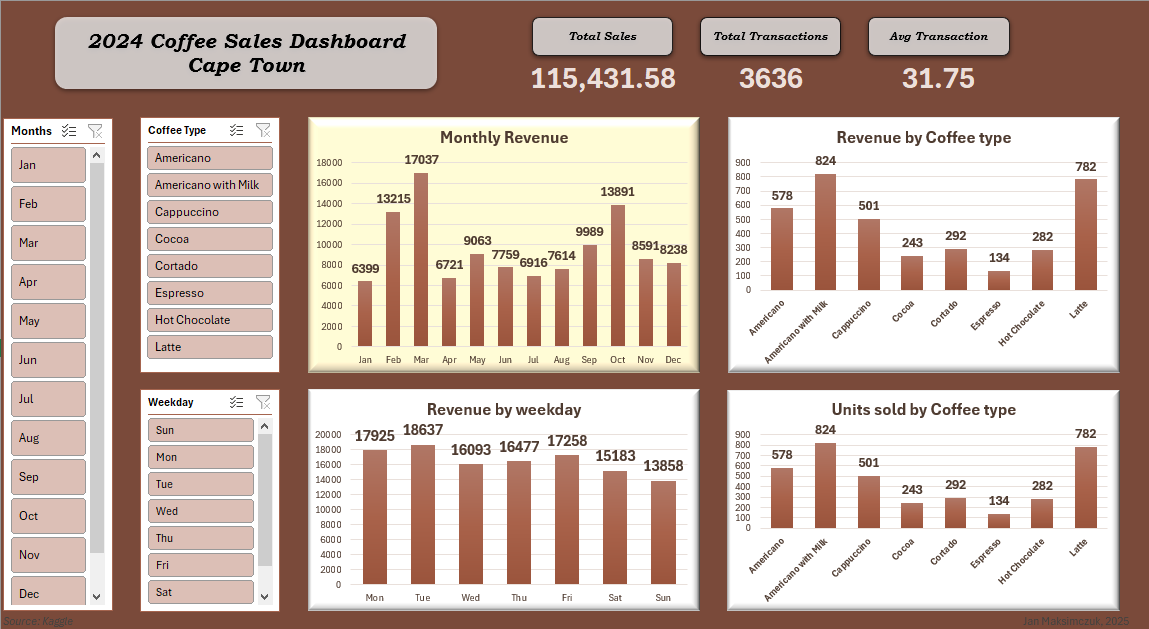 2024 Coffee Sales Dashboard
Cape Town
Total Sales
Total Transactions
Avg Transaction
115,431.58
3636
31.75
Months
Jan
Feb
Mar
Apr
May
Jun
Jul
Aug
Sep
Oct
Nov
Dec
Coffee Type
Americano
Americano with Milk
Cappuccino
Cocoa
Cortado
Espresso
Hot Chocolate
Latte
Weekday
Sun
Mon
Tue
Wed
Thu
Fri
Sat
Monthly Revenue
18000
16000
14000
12000
10000
8000
6000
4000
2000
0
6399
13215
17037
6721
9063
7759
6916
7614
9989
13891
8591
8238
Jan Feb Mar Apr May Jun Jul Aug Sep Oct Nov Dec
Revenue by Coffee type
900
800
700
600
500
400
300
200
100
0
578
824
501
243
292
134
282
782
Americano
Americano with Milk
Cappuccino
Cocoa
Cortado
Espresso
Hot Chocolate
Latte
Revenue by weekday
20000
18000
16000
14000
12000
10000
8000
6000
4000
2000
0
17925
18637
16093
16477
17258
15183
13858
Mon Tue Wed Thu Fri Sat Sun
Units sold by Coffee type
900
800
700
600
500
400
300
200
100
0
578
824
501
243
292
134
282
782
Americano
Americano with Milk
Cappuccino
Cocoa
Cortado
Espresso
Hot Chocolate
Latte
Source: Kaggle
Jan Maksimczuk, 2025